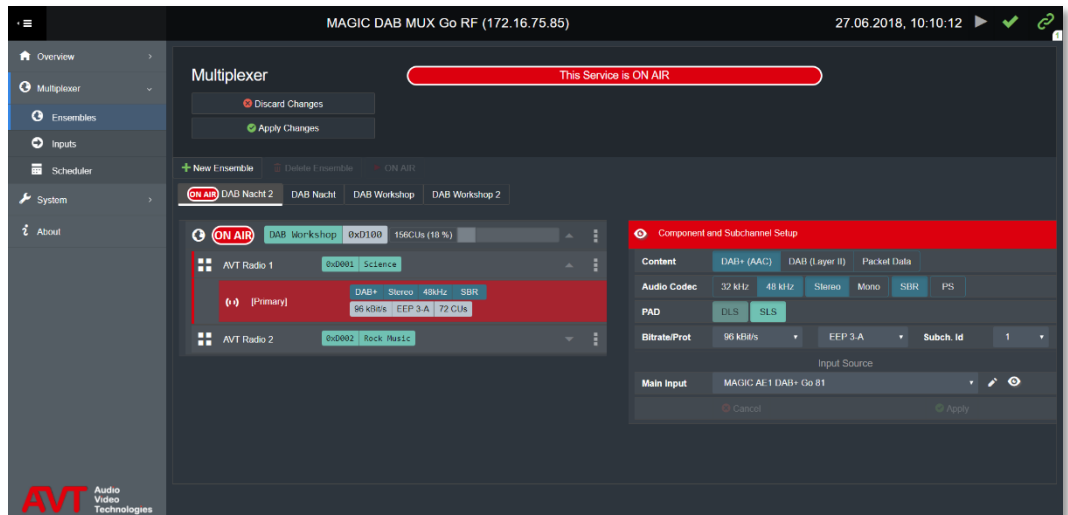 MAGIC DAB MUX Go RF (172.16.75.85)
27.06.2018, 10:10:12
1
Overview
Multiplexer
Ensembles
Inputs
Scheduler
System
About
Multiplexer
This Service is ON AIR
Discard Changes
Apply Changes
New Ensemble Delete Ensemble ON AIR
ON AIR DAB Nacht 2 DAB Nacht DAB Workshop DAB Workshop 2
ON AIR DAB Workshop 0xD100 156CUs (18 %)
AVT Radio 1 0xD001 Science
[Primary] DAB+ Stereo 48kHz SBR
96 kBit/s EEP 3-A 72 CUs
AVT Radio 2 0xD002 Rock Music
Component and Subchannel Setup
Content DAB+ (AAC) DAB (Layer II) Packet Data
Audio Codec 32 kHz 48 kHz Stereo Mono SBR PS
PAD DLS SLS
Bitrate/Prot 96 kBit/s EEP 3-A Subch. Id 1
Input Source
Main Input MAGIC AE1 DAB+ Go 81
Cancel Apply
AVT Audio
Video
Technologies